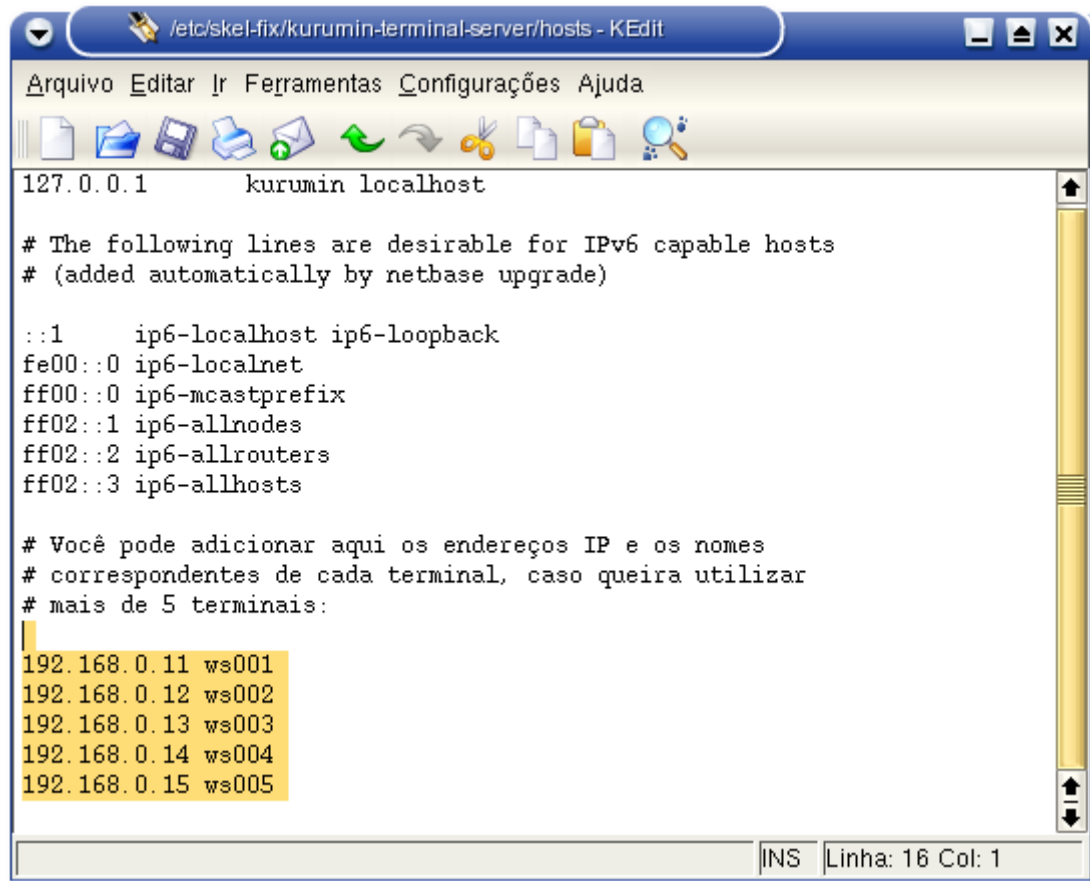 /etc/skel-fix/kurumin-terminal-server/hosts - KEdit
Arquivo Editar Ir Ferramentas Configurações Ajuda
127.0.0.1 kurumin localhost
# The following lines are desirable for IPv6 capable hosts
# (added automatically by netbase upgrade)
::1 ip6-localhost ip6-loopback
fe00::0 ip6-localnet
ff00::0 ip6-mcastprefix
ff02::1 ip6-allnodes
ff02::2 ip6-allrouters
ff02::3 ip6-allhosts
# Você pode adicionar aqui os endereços IP e os nomes
# correspondentes de cada terminal, caso queira utilizar
# mais de 5 terminais:
192.168.0.11 ws001
192.168.0.12 ws002
192.168.0.13 ws003
192.168.0.14 ws004
192.168.0.15 ws005
INS Linha: 16 Col: 1